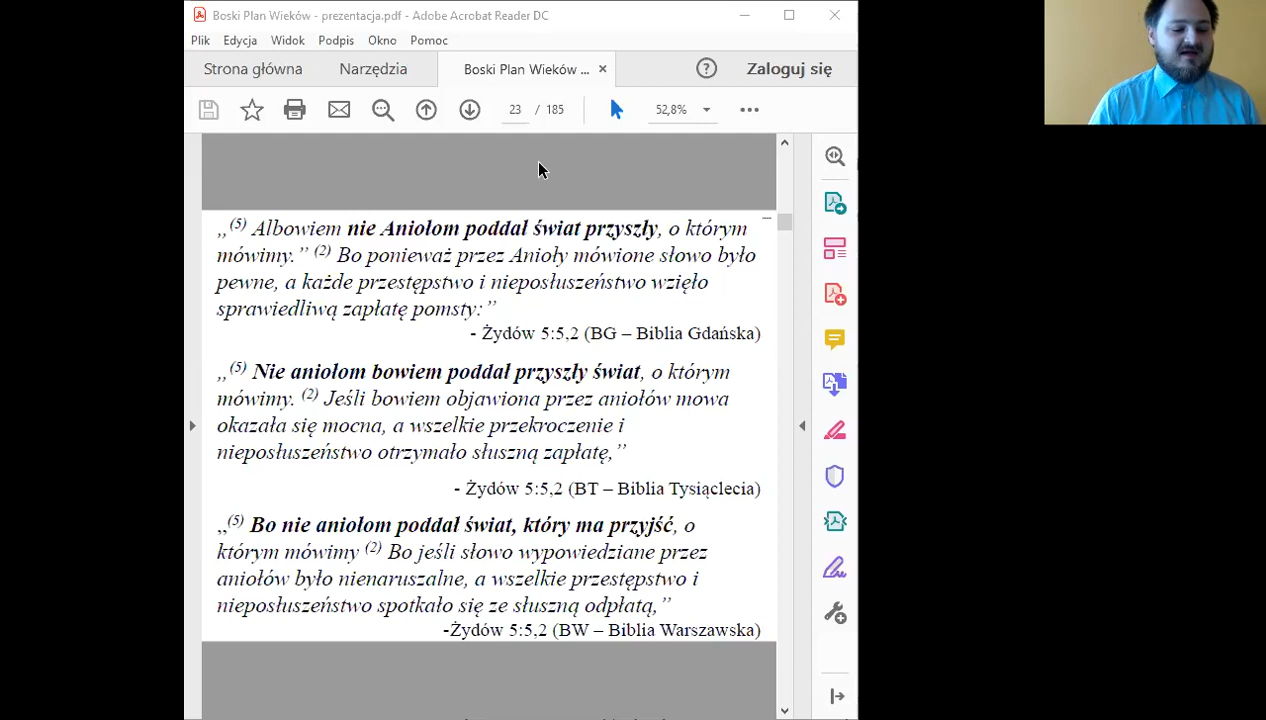 Boski Plan Wieków - prezentacja.pdf - Adobe Acrobat Reader DC
Plik Edycja Widok Podpis Okno Pomoc
Strona główna Narzędzia Boski Plan Wieków ... × Zaloguj się
23 / 185 52,8%
„(5) Albowiem nie Aniołom poddał świat przyszły, o którym
mówimy.” (2) Bo ponieważ przez Anioły mówione słowo było
pewne, a każde przestępstwo i nieposłuszeństwo wzięło
sprawiedliwą zapłatę pomsty:”
- Żydów 5:5,2 (BG – Biblia Gdańska)
„(5) Nie aniołom bowiem poddał przyszły świat, o którym
mówimy. (2) Jeśli bowiem objawiona przez aniołów mowa
okazała się mocna, a wszelkie przekroczenie i
nieposłuszeństwo otrzymało słuszną zapłatę,”
- Żydów 5:5,2 (BT – Biblia Tysiąclecia)
„(5) Bo nie aniołom poddał świat, który ma przyjść, o
którym mówimy (2) Bo jeśli słowo wypowiedziane przez
aniołów było nienaruszalne, a wszelkie przestępstwo i
nieposłuszeństwo spotkało się ze słuszną odpłatą,”
-Żydów 5:5,2 (BW – Biblia Warszawska)